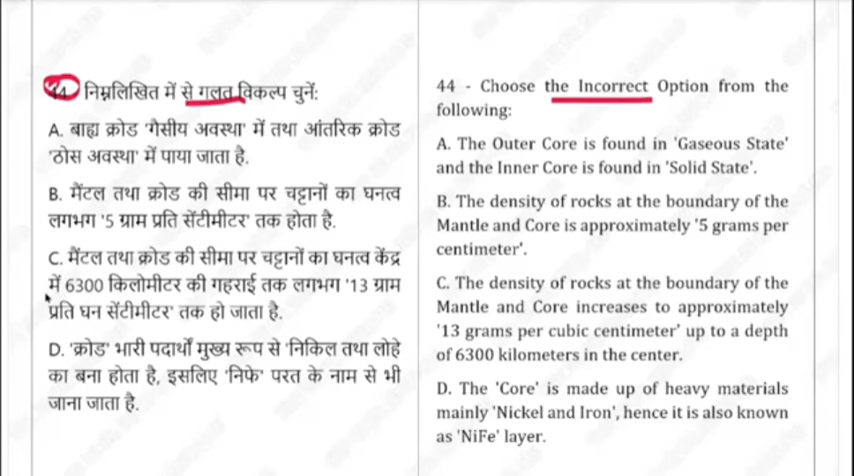 44 निम्नलिखित में से गलत विकल्प चुनें:
A. बाह्य क्रोड 'गैसीय अवस्था' में तथा आंतरिक क्रोड
'ठोस अवस्था' में पाया जाता है.
B. मैंटल तथा क्रोड की सीमा पर चट्टानों का घनत्व
लगभग '5 ग्राम प्रति सेंटीमीटर' तक होता है.
C. मैंटल तथा क्रोड की सीमा पर चट्टानों का घनत्व केंद्र
में 6300 किलोमीटर की गहराई तक लगभग '13 ग्राम
प्रति घन सेंटीमीटर' तक हो जाता है.
D. 'क्रोड' भारी पदार्थों मुख्य रूप से 'निकिल तथा लोहे
का बना होता है, इसलिए 'निफे' परत के नाम से भी
जाना जाता है.
44 - Choose the Incorrect Option from the
following:
A. The Outer Core is found in 'Gaseous State'
and the Inner Core is found in 'Solid State'.
B. The density of rocks at the boundary of the
Mantle and Core is approximately '5 grams per
centimeter'.
C. The density of rocks at the boundary of the
Mantle and Core increases to approximately
'13 grams per cubic centimeter' up to a depth
of 6300 kilometers in the center.
D. The 'Core' is made up of heavy materials
mainly 'Nickel and Iron', hence it is also known
as 'NiFe' layer.